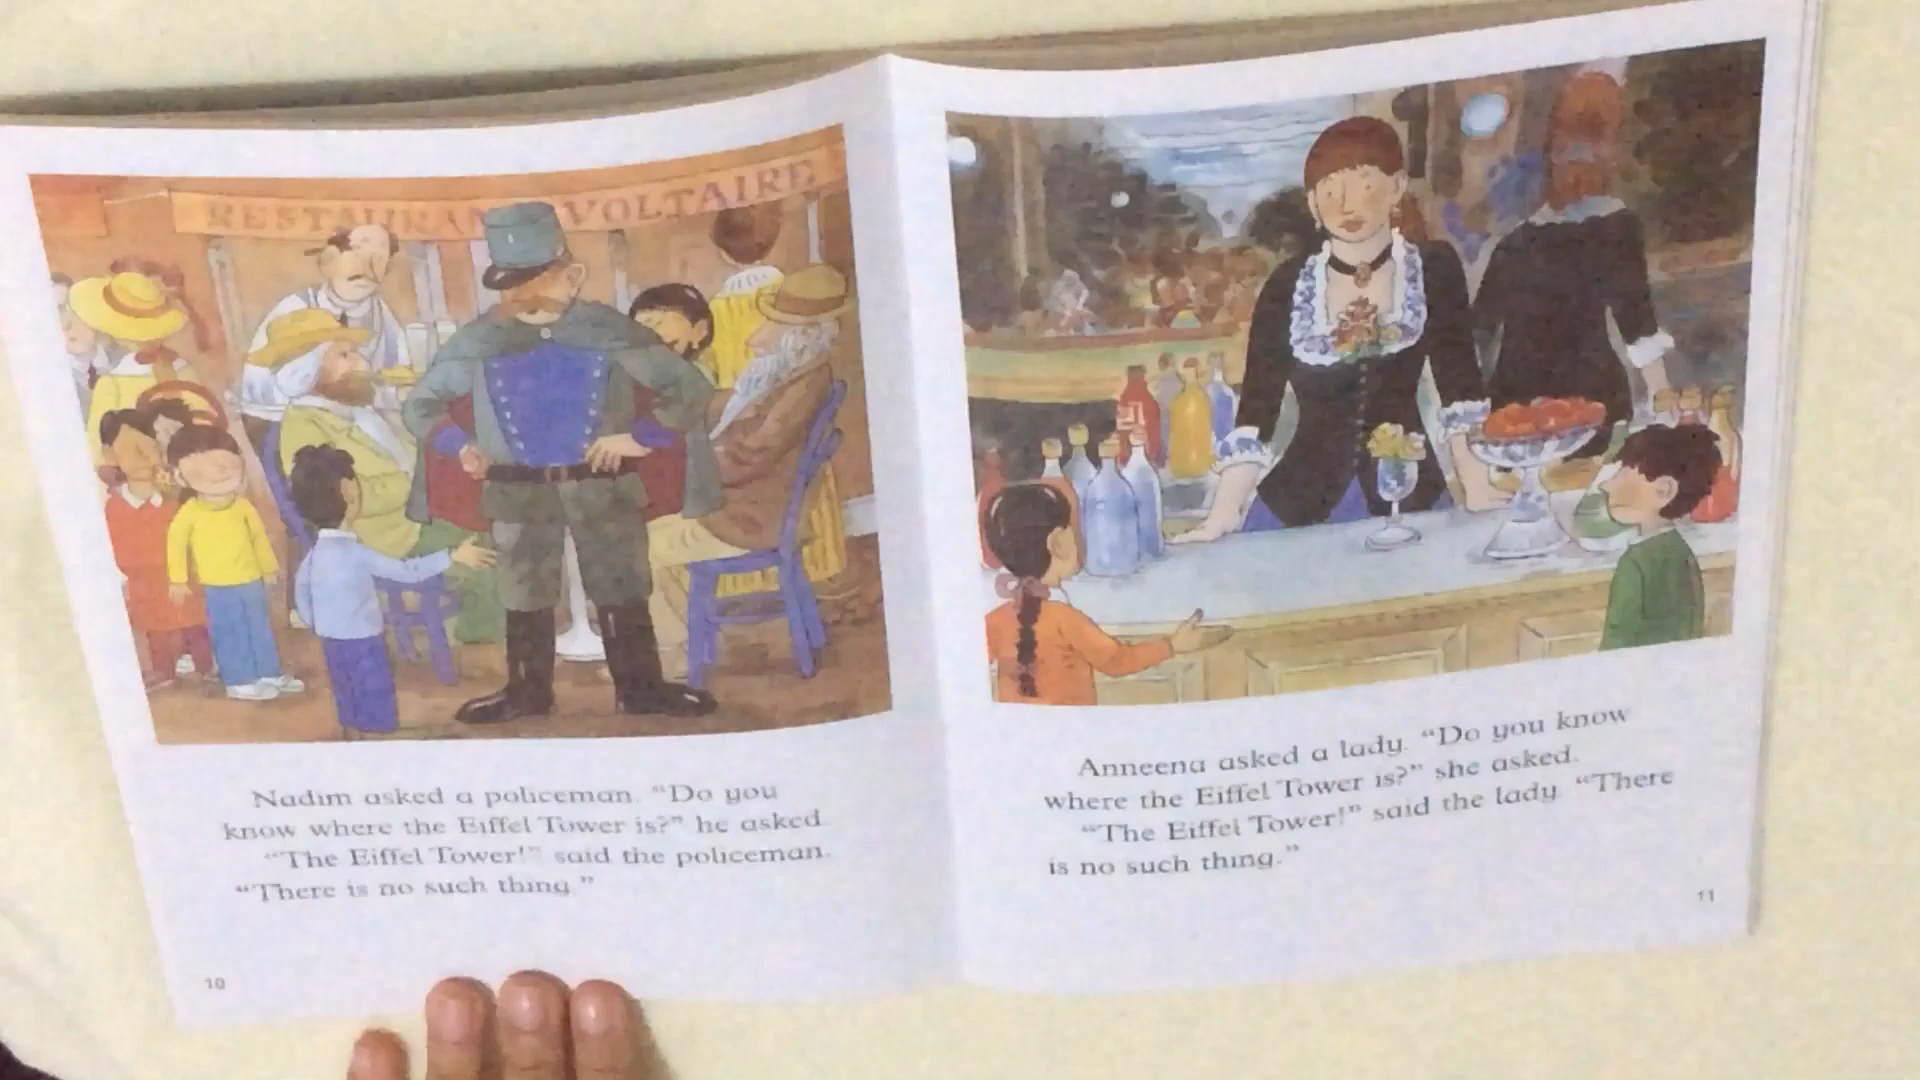 RESTAURAN VOLTAIRE
Nadim asked a policeman. “Do you
know where the Eiffel Tower is?” he asked.
“The Eiffel Tower!” said the policeman.
“There is no such thing.”
10
Anneena asked a lady. “Do you know
where the Eiffel Tower is?” she asked.
“The Eiffel Tower!” said the lady. “There
is no such thing.”
11